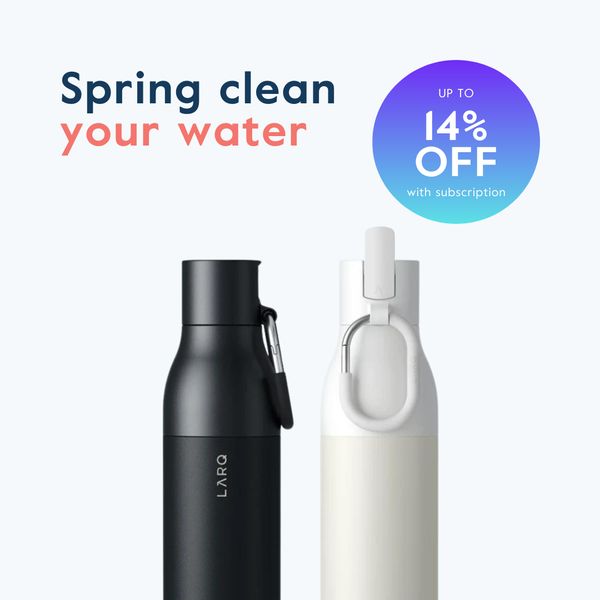 Spring clean
your water
UP TO
14%
OFF
with subscription
LARQ